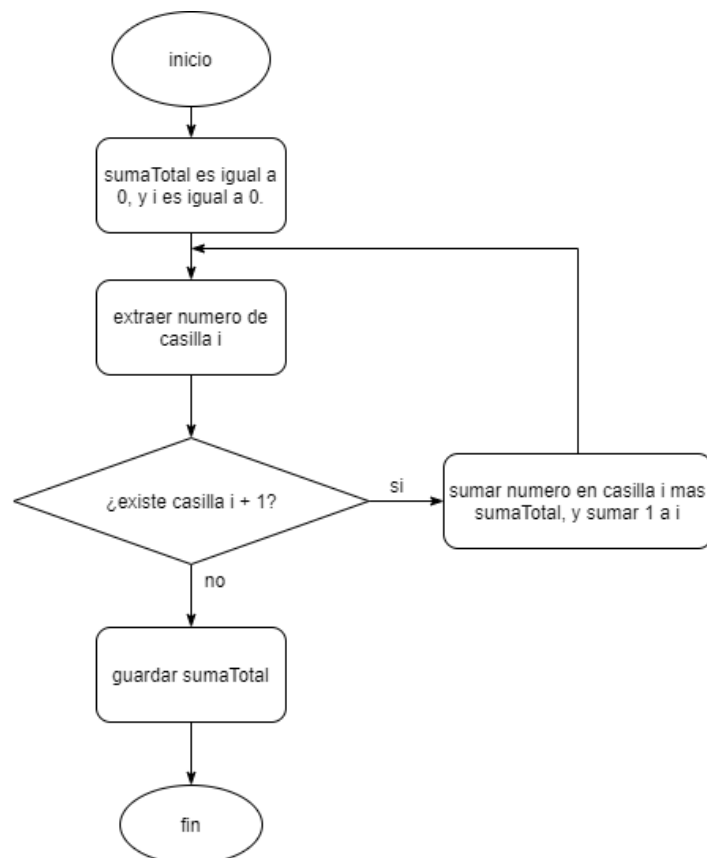 inicio
sumaTotal es igual a
0, y i es igual a 0.
extraer numero de
casilla i
¿existe casilla i + 1?
si
sumar numero en casilla i mas
sumaTotal, y sumar 1 a i
no
guardar sumaTotal
fin